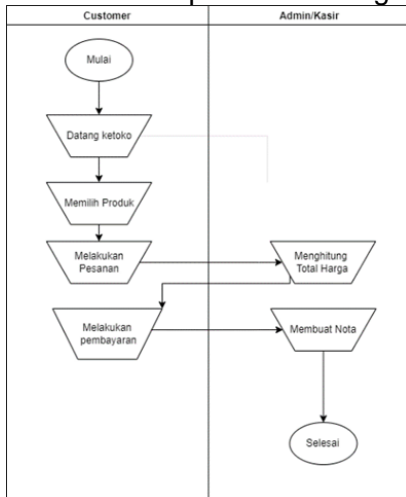 Customer
Admin/Kasir
Mulai
Datang ketoko
Memilih Produk
Melakukan
Pesanan
Menghitung
Total Harga
Melakukan
pembayaran
Membuat Nota
Selesai